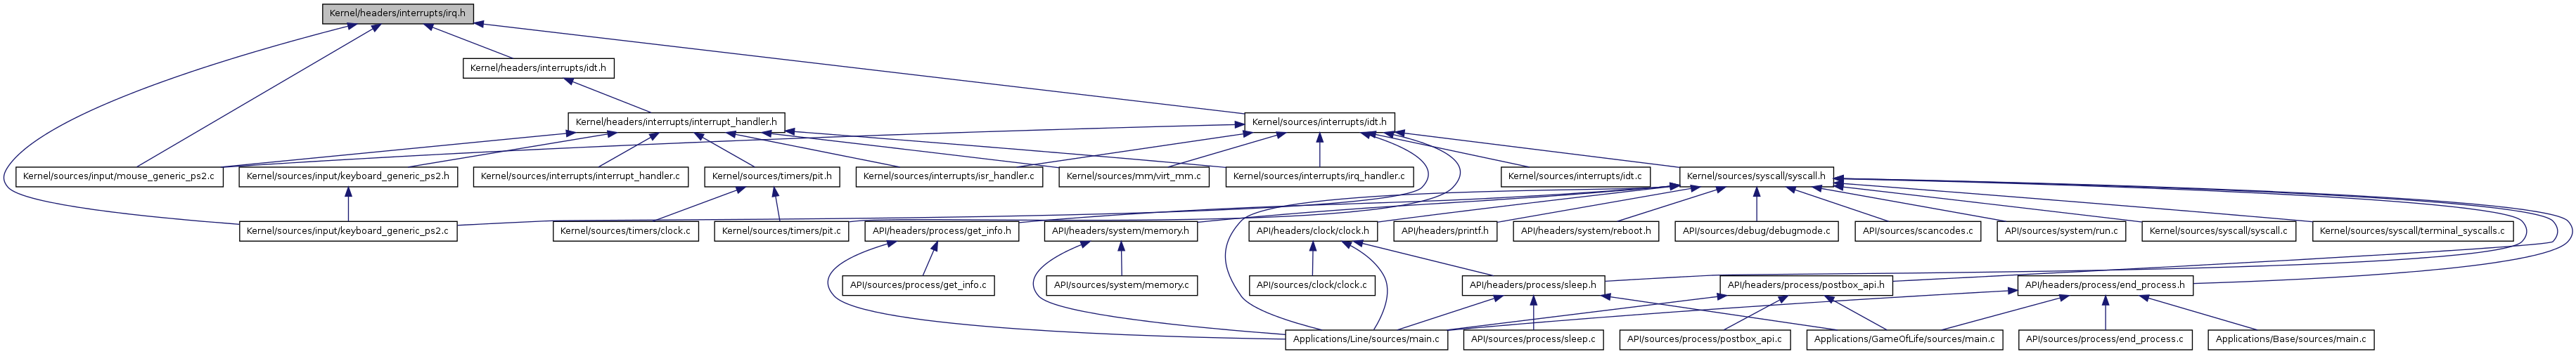 Kernel/headers/interrupts/irq.h
Kernel/headers/interrupts/idt.h
Kernel/headers/interrupts/interrupt_handler.h
Kernel/sources/interrupts/idt.h
Kernel/sources/input/mouse_generic_ps2.c
Kernel/sources/input/keyboard_generic_ps2.h
Kernel/sources/interrupts/interrupt_handler.c
Kernel/sources/timers/pit.h
Kernel/sources/interrupts/isr_handler.c
Kernel/sources/mm/virt_mm.c
Kernel/sources/interrupts/irq_handler.c
Kernel/sources/interrupts/idt.c
Kernel/sources/syscall/syscall.h
Kernel/sources/input/keyboard_generic_ps2.c
Kernel/sources/timers/clock.c
Kernel/sources/timers/pit.c
API/headers/process/get_info.h
API/headers/system/memory.h
API/headers/clock/clock.h
API/headers/printf.h
API/headers/system/reboot.h
API/sources/debug/debugmode.c
API/sources/scancodes.c
API/sources/system/run.c
Kernel/sources/syscall/syscall.c
Kernel/sources/syscall/terminal_syscalls.c
API/sources/process/get_info.c
API/sources/system/memory.c
API/sources/clock/clock.c
API/headers/process/sleep.h
API/headers/process/postbox_api.h
API/headers/process/end_process.h
Applications/Line/sources/main.c
API/sources/process/sleep.c
API/sources/process/postbox_api.c
Applications/GameOfLife/sources/main.c
API/sources/process/end_process.c
Applications/Base/sources/main.c